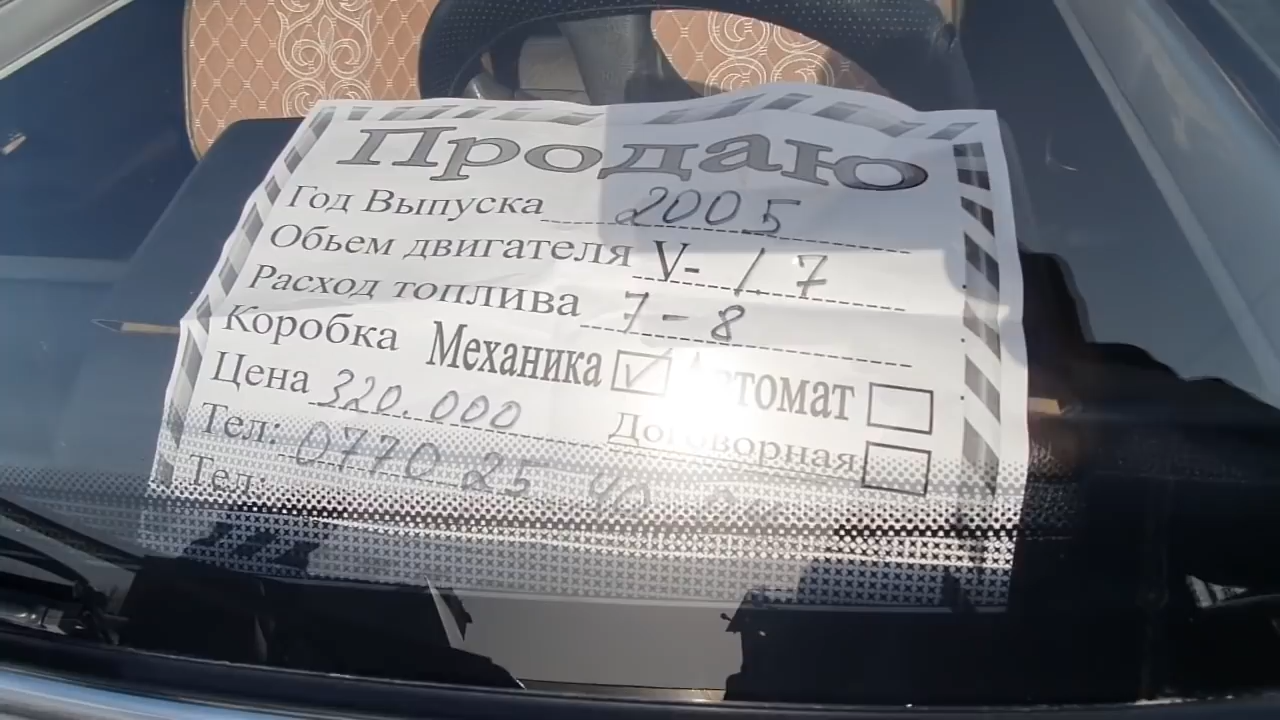 Продаю
Год Выпуска 2005
Обьем двигателя V- 1.7
Расход топлива 7-8
Коробка Механика Автомат
Цена 320.000 Договорная
Тел: 0770 25 40
Тел: